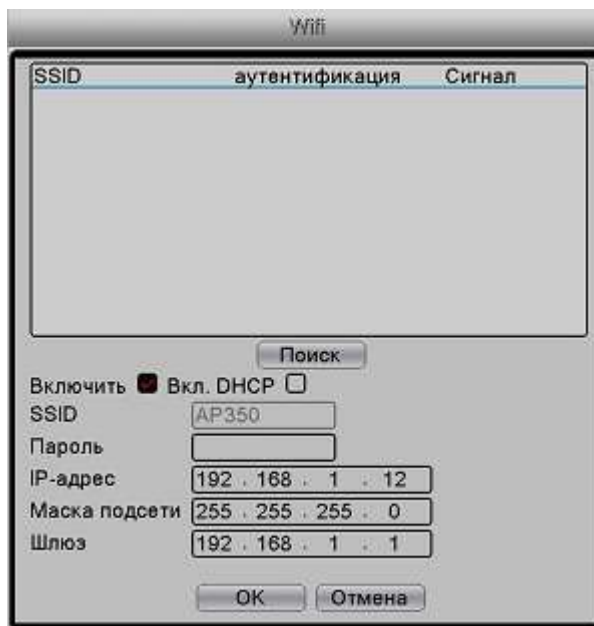 Wifi
SSID аутентификация Сигнал
Поиск
Включить Вкл. DHCP
SSID AP350
Пароль
IP-адрес 192 . 168 . 1 . 12
Маска подсети 255 . 255 . 255 . 0
Шлюз 192 . 168 . 1 . 1
OK Отмена